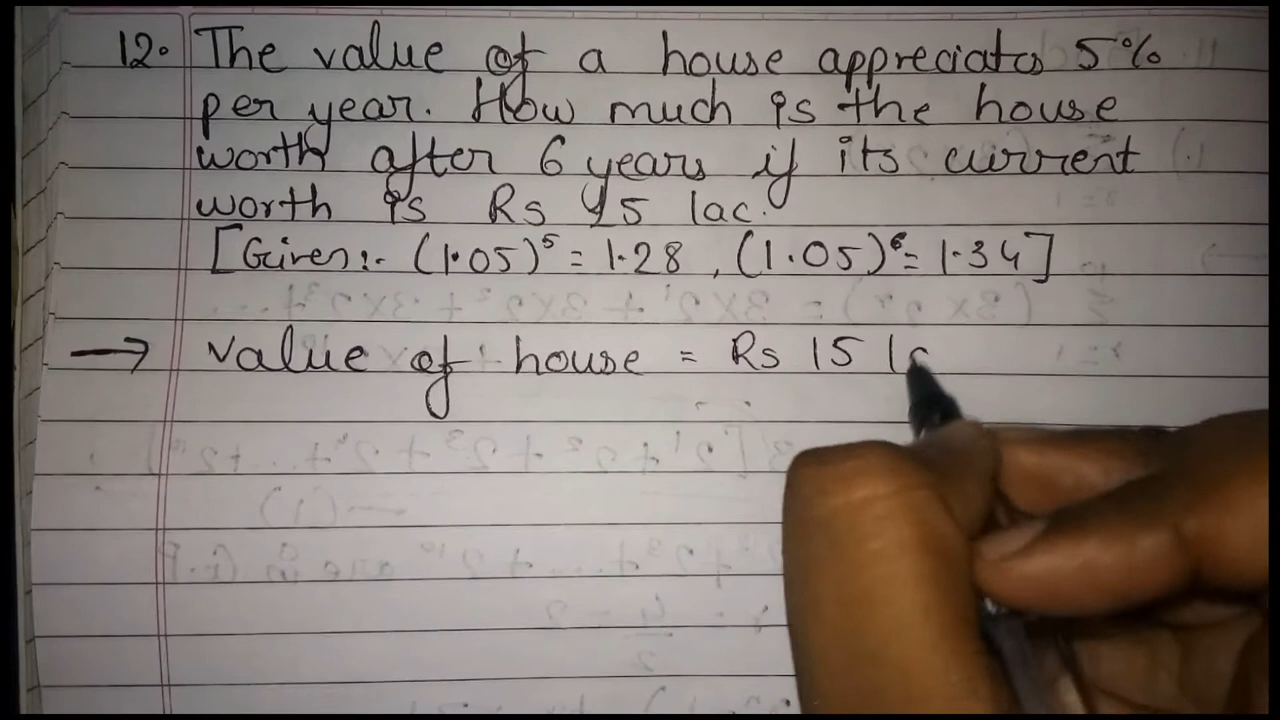 12. The value of a house appreciates 5%
per year. How much is the house
worth after 6 years if its current
worth is Rs 15 lac.
[Given:- (1.05)⁵ = 1.28, (1.05)⁶ = 1.34]
→ value of house = Rs 15 la